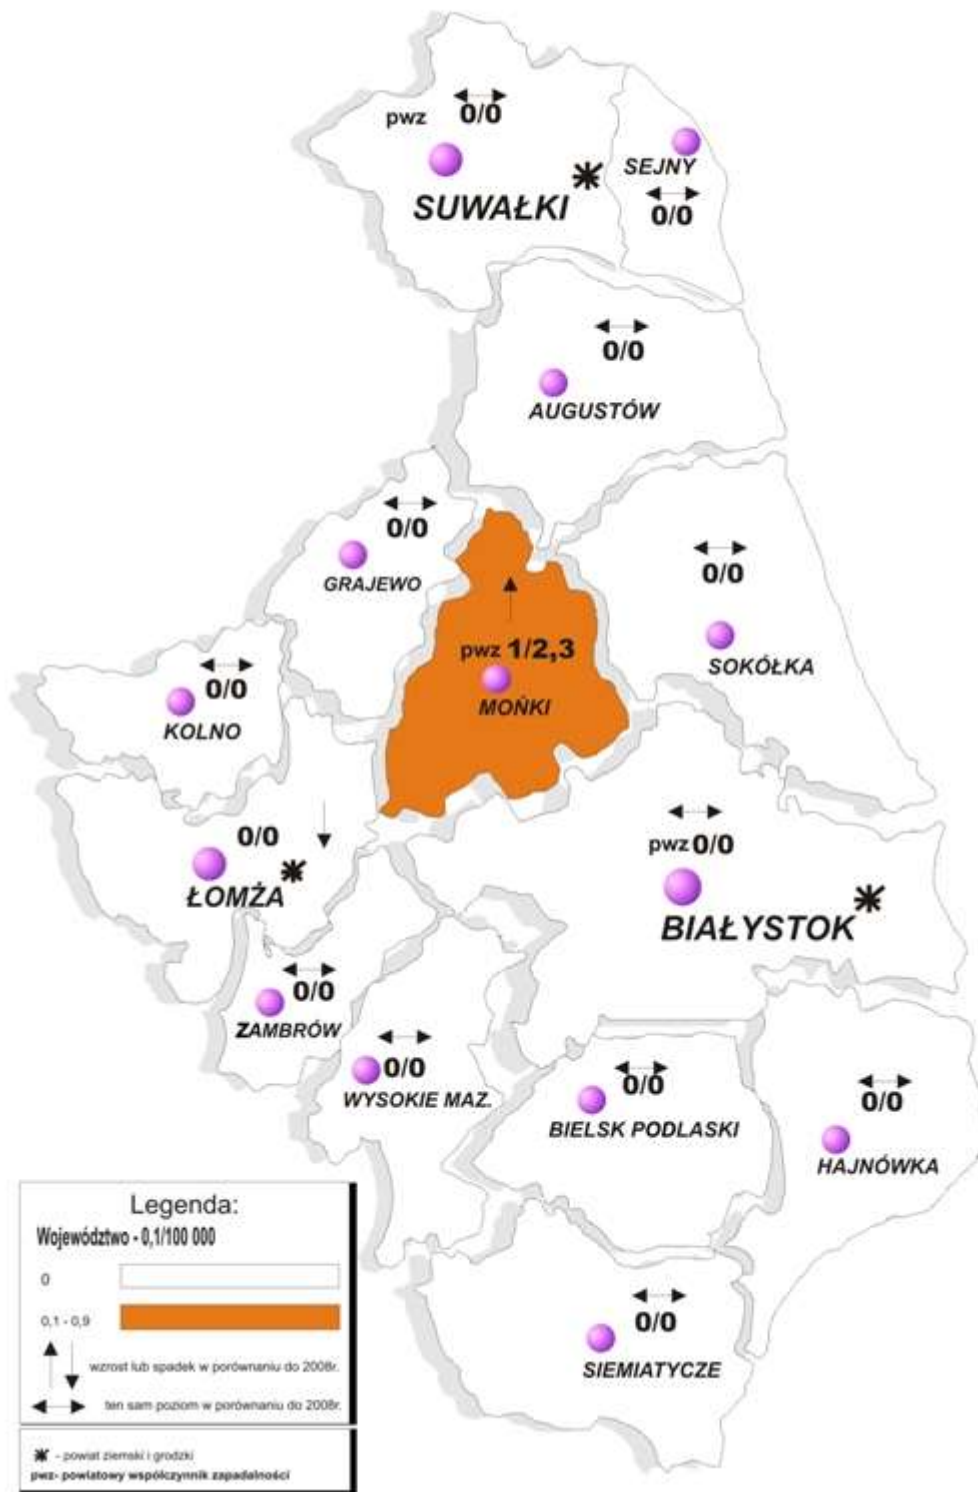 pwz 0/0
SUWAŁKI
SEJNY
0/0
0/0
AUGUSTÓW
0/0
GRAJEWO
0/0
SOKÓŁKA
pwz 1/2,3
MOŃKI
0/0
KOLNO
0/0
ŁOMŻA
pwz 0/0
BIAŁYSTOK
0/0
ZAMBRÓW
0/0
WYSOKIE MAZ.
0/0
BIELSK PODLASKI
0/0
HAJNÓWKA
0/0
SIEMIATYCZE
Legenda:
Województwo - 0,1/100 000
0
0,1 - 0,9
wzrost lub spadek w porównaniu do 2008r.
ten sam poziom w porównaniu do 2008r.
- powiat ziemski i grodzki
pwz- powiatowy współczynnik zapadalności